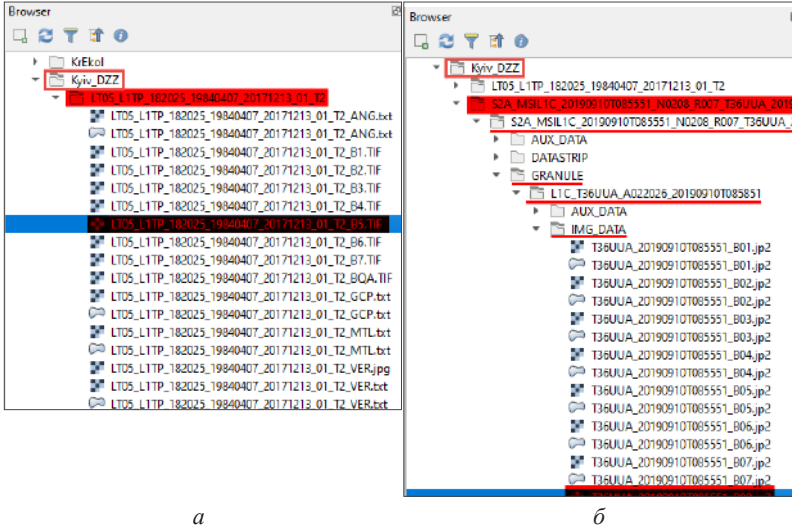 Browser
KrEkol
Kyiv_DZZ
LT05_L1TP_182025_19840407_20171213_01_T2
LT05_L1TP_182025_19840407_20171213_01_T2_ANG.txt
LT05_L1TP_182025_19840407_20171213_01_T2_ANG.txt
LT05_L1TP_182025_19840407_20171213_01_T2_B1.TIF
LT05_L1TP_182025_19840407_20171213_01_T2_B2.TIF
LT05_L1TP_182025_19840407_20171213_01_T2_B3.TIF
LT05_L1TP_182025_19840407_20171213_01_T2_B4.TIF
LT05_L1TP_182025_19840407_20171213_01_T2_B5.TIF
LT05_L1TP_182025_19840407_20171213_01_T2_B6.TIF
LT05_L1TP_182025_19840407_20171213_01_T2_B7.TIF
LT05_L1TP_182025_19840407_20171213_01_T2_BQA.TIF
LT05_L1TP_182025_19840407_20171213_01_T2_GCP.txt
LT05_L1TP_182025_19840407_20171213_01_T2_GCP.txt
LT05_L1TP_182025_19840407_20171213_01_T2_MTL.txt
LT05_L1TP_182025_19840407_20171213_01_T2_MTL.txt
LT05_L1TP_182025_19840407_20171213_01_T2_VER.jpg
LT05_L1TP_182025_19840407_20171213_01_T2_VER.txt
LT05_L1TP_182025_19840407_20171213_01_T2_VER.txt
а
Browser
Kyiv_DZZ
LT05_L1TP_182025_19840407_20171213_01_T2
S2A_MSIL1C_20190910T085551_N0208_R007_T36UUA_2019
S2A_MSIL1C_20190910T085551_N0208_R007_T36UUA_
AUX_DATA
DATASTRIP
GRANULE
L1C_T36UUA_A022026_20190910T085851
AUX_DATA
IMG_DATA
T36UUA_20190910T085551_B01.jp2
T36UUA_20190910T085551_B01.jp2
T36UUA_20190910T085551_B02.jp2
T36UUA_20190910T085551_B02.jp2
T36UUA_20190910T085551_B03.jp2
T36UUA_20190910T085551_B03.jp2
T36UUA_20190910T085551_B04.jp2
T36UUA_20190910T085551_B04.jp2
T36UUA_20190910T085551_B05.jp2
T36UUA_20190910T085551_B05.jp2
T36UUA_20190910T085551_B06.jp2
T36UUA_20190910T085551_B06.jp2
T36UUA_20190910T085551_B07.jp2
T36UUA_20190910T085551_B07.jp2
б